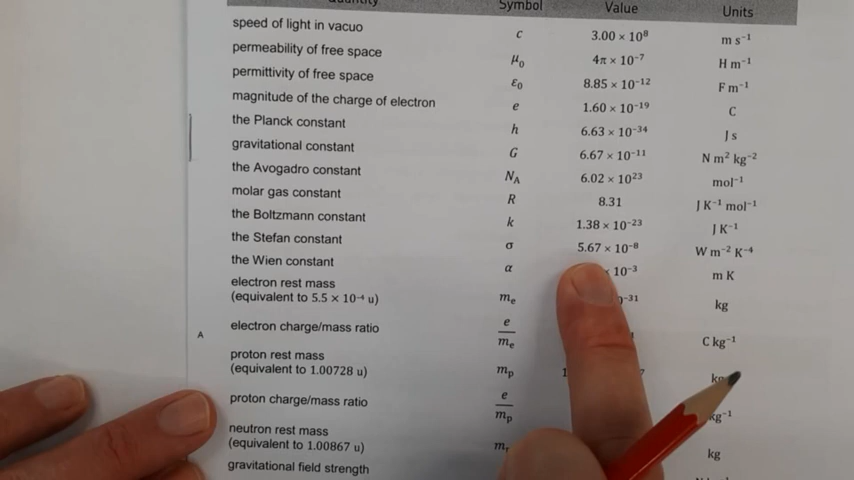 Symbol Value Units
speed of light in vacuo c 3.00 × 10⁸ m s⁻¹
permeability of free space μ₀ 4π × 10⁻⁷ H m⁻¹
permittivity of free space ε₀ 8.85 × 10⁻¹² F m⁻¹
magnitude of the charge of electron e 1.60 × 10⁻¹⁹ C
the Planck constant h 6.63 × 10⁻³⁴ J s
gravitational constant G 6.67 × 10⁻¹¹ N m² kg⁻²
the Avogadro constant N_A 6.02 × 10²³ mol⁻¹
molar gas constant R 8.31 J K⁻¹ mol⁻¹
the Boltzmann constant k 1.38 × 10⁻²³ J K⁻¹
the Stefan constant σ 5.67 × 10⁻⁸ W m⁻² K⁻⁴
the Wien constant α × 10⁻³ m K
electron rest mass
(equivalent to 5.5 × 10⁻⁴ u) mₑ ⁻³¹ kg
A electron charge/mass ratio e/mₑ C kg⁻¹
proton rest mass
(equivalent to 1.00728 u) mₚ 1
proton charge/mass ratio e/mₚ kg⁻¹
neutron rest mass
(equivalent to 1.00867 u) m kg
gravitational field strength